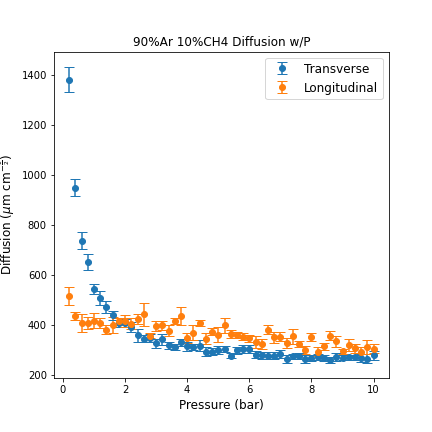 90%Ar 10%CH4 Diffusion w/P
Transverse
Longitudinal
Diffusion (μm cm^{-\frac{ }{2}})
1400
1200
1000
800
600
400
200
0
2
4
6
8
10
Pressure (bar)